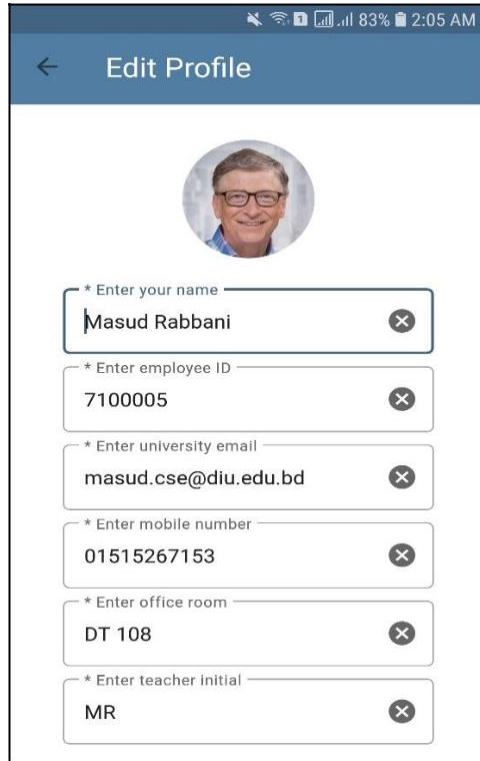 83% 2:05 AM
Edit Profile
* Enter your name
Masud Rabbani
* Enter employee ID
7100005
* Enter university email
masud.cse@diu.edu.bd
* Enter mobile number
01515267153
* Enter office room
DT 108
* Enter teacher initial
MR